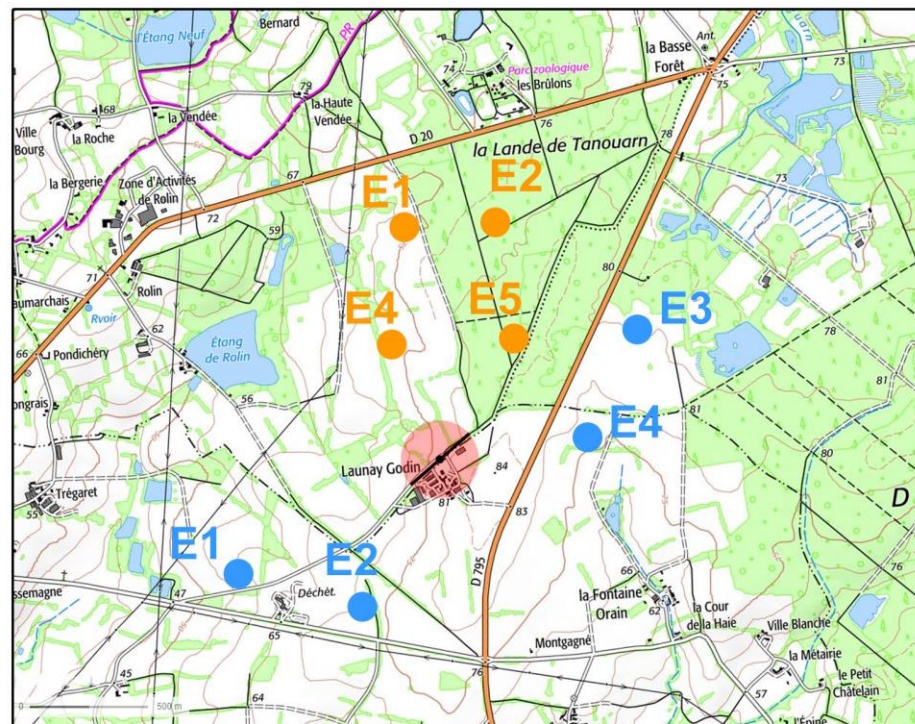 Bernard
l'Étang Neuf
PR
la Basse
Forêt
Ant.
Parc zoologique
les Brûlons
74
76
73
75
79
la Haute
Vendée
68
la Vendée
la Roche
Ville
Bourg
la Bergerie
D 20
la Lande de Tanouarn
78
67
Zone d'Activités
de Rolin
72
73
59
E1
E2
71
Rolin
80
Rvoir
62
Pondichéry
66
E4
E5
E3
78
Étang
de Rolin
56
81
E4
Launay Godin
84
80
81
83
Trégaret
55
D
E1
E2
D 795
Déchèt.
66
la Fontaine
Orain
62
la Cour
de la Haie
Ville Blanche
47
65
Montgagné
76
la Métairie
le Petit
Châtelain
45
64
57
l'Épine
0
500 m